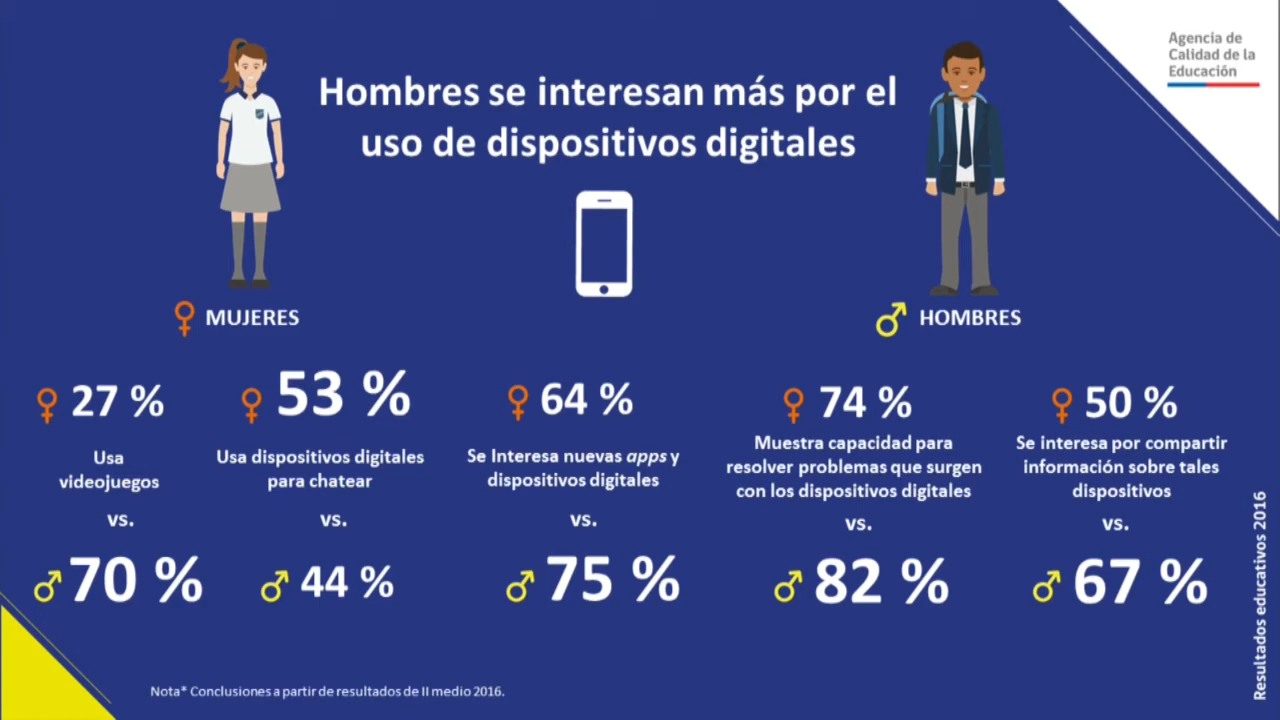 Agencia de
Calidad de la
Educación
Hombres se interesan más por el
uso de dispositivos digitales
♀ MUJERES
♂ HOMBRES
♀ 27 %
Usa
videojuegos
vs.
♂ 70 %
♀ 53 %
Usa dispositivos digitales
para chatear
vs.
♂ 44 %
♀ 64 %
Se Interesa nuevas apps y
dispositivos digitales
vs.
♂ 75 %
♀ 74 %
Muestra capacidad para
resolver problemas que surgen
con los dispositivos digitales
vs.
♂ 82 %
♀ 50 %
Se interesa por compartir
información sobre tales
dispositivos
vs.
♂ 67 %
Resultados educativos 2016
Nota* Conclusiones a partir de resultados de II medio 2016.